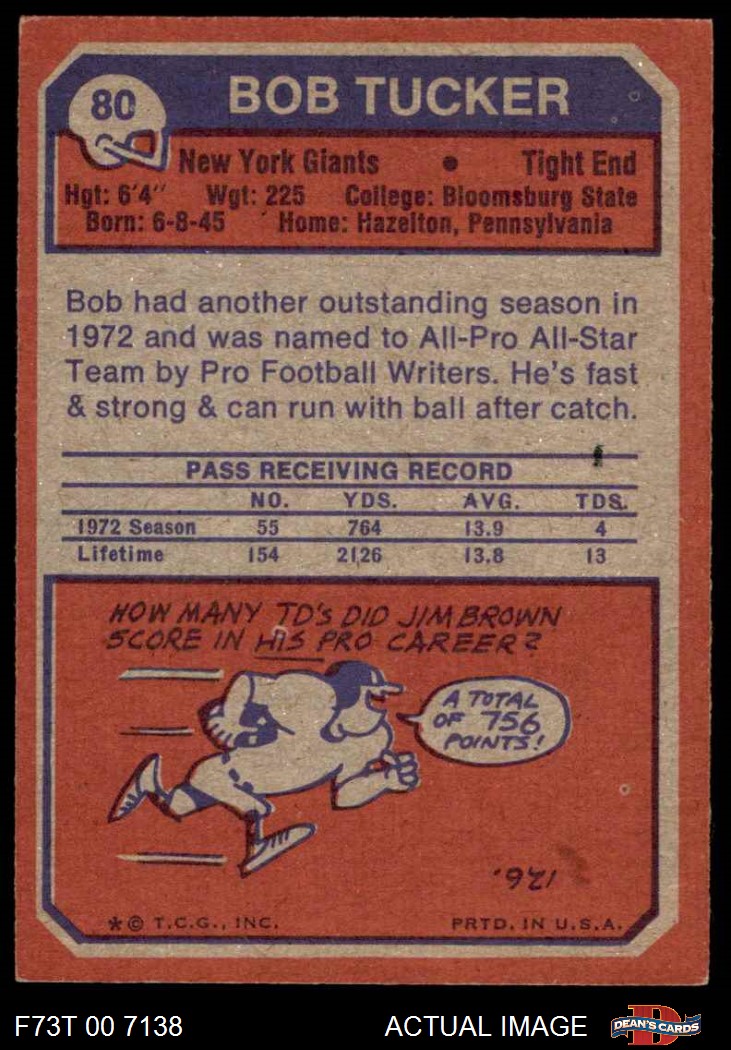 80
BOB TUCKER
New York Giants • Tight End
Hgt: 6'4" Wgt: 225 College: Bloomsburg State
Born: 6-8-45 Home: Hazelton, Pennsylvania
Bob had another outstanding season in
1972 and was named to All-Pro All-Star
Team by Pro Football Writers. He's fast
& strong & can run with ball after catch.
PASS RECEIVING RECORD
NO. YDS. AVG. TDS.
1972 Season 55 764 13.9 4
Lifetime 154 2126 13.8 13
HOW MANY TD'S DID JIM BROWN
SCORE IN HIS PRO CAREER?
A TOTAL
OF 756
POINTS!
126.
* © T.C.G., INC. PRTD. IN U.S.A.
F73T 00 7138 ACTUAL IMAGE
D
DEAN'S CARDS